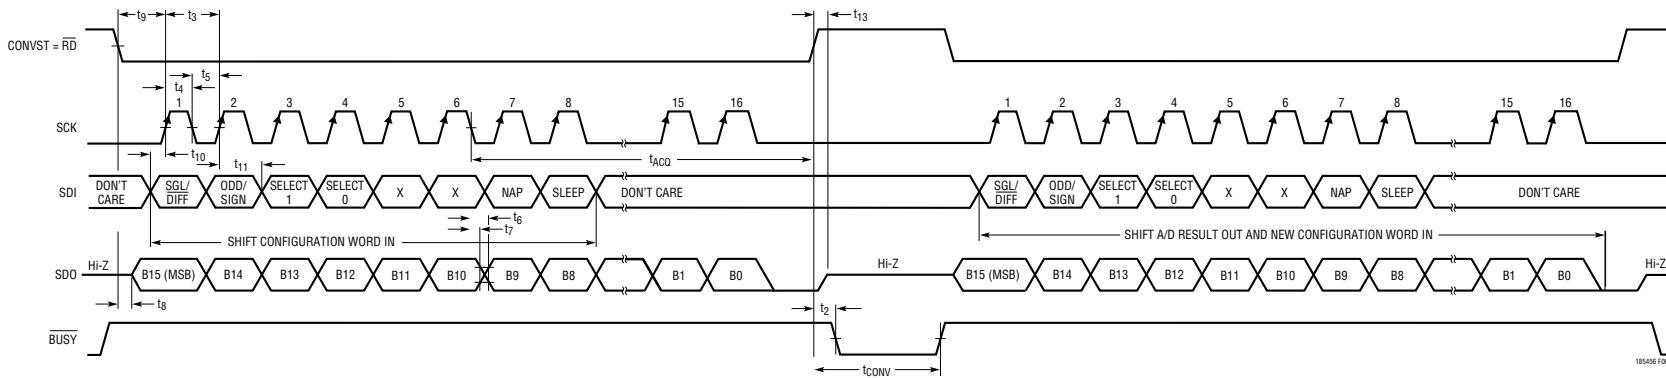 t9 t3 t13
CONVST = RD
t5
t4
1 2 3 4 5 6 7 8 15 16 1 2 3 4 5 6 7 8 15 16
SCK
t10 t11 tACQ
SDI DON'T CARE SGL/DIFF ODD/SIGN SELECT 1 SELECT 0 X X NAP SLEEP DON'T CARE SGL/DIFF ODD/SIGN SELECT 1 SELECT 0 X X NAP SLEEP DON'T CARE
t6
t7
SHIFT CONFIGURATION WORD IN SHIFT A/D RESULT OUT AND NEW CONFIGURATION WORD IN
SDO Hi-Z B15 (MSB) B14 B13 B12 B11 B10 B9 B8 B1 B0 Hi-Z B15 (MSB) B14 B13 B12 B11 B10 B9 B8 B1 B0 Hi-Z
t8 t2
BUSY
tCONV